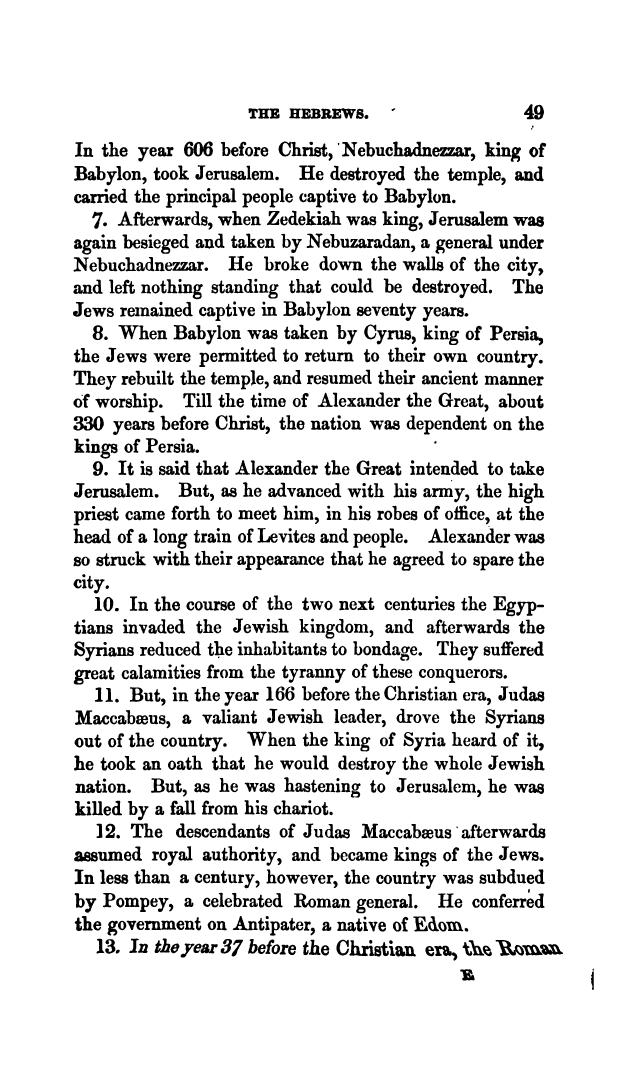 THE HEBREWS. 49
In the year 606 before Christ, Nebuchadnezzar, king of
Babylon, took Jerusalem. He destroyed the temple, and
carried the principal people captive to Babylon.
7. Afterwards, when Zedekiah was king, Jerusalem was
again besieged and taken by Nebuzaradan, a general under
Nebuchadnezzar. He broke down the walls of the city,
and left nothing standing that could be destroyed. The
Jews remained captive in Babylon seventy years.
8. When Babylon was taken by Cyrus, king of Persia,
the Jews were permitted to return to their own country.
They rebuilt the temple, and resumed their ancient manner
of worship. Till the time of Alexander the Great, about
330 years before Christ, the nation was dependent on the
kings of Persia.
9. It is said that Alexander the Great intended to take
Jerusalem. But, as he advanced with his army, the high
priest came forth to meet him, in his robes of office, at the
head of a long train of Levites and people. Alexander was
so struck with their appearance that he agreed to spare the
city.
10. In the course of the two next centuries the Egyp-
tians invaded the Jewish kingdom, and afterwards the
Syrians reduced the inhabitants to bondage. They suffered
great calamities from the tyranny of these conquerors.
11. But, in the year 166 before the Christian era, Judas
Maccabæus, a valiant Jewish leader, drove the Syrians
out of the country. When the king of Syria heard of it,
he took an oath that he would destroy the whole Jewish
nation. But, as he was hastening to Jerusalem, he was
killed by a fall from his chariot.
12. The descendants of Judas Maccabæus afterwards
assumed royal authority, and became kings of the Jews.
In less than a century, however, the country was subdued
by Pompey, a celebrated Roman general. He conferred
the government on Antipater, a native of Edom.
13. In the year 37 before the Christian era, the Roman
E